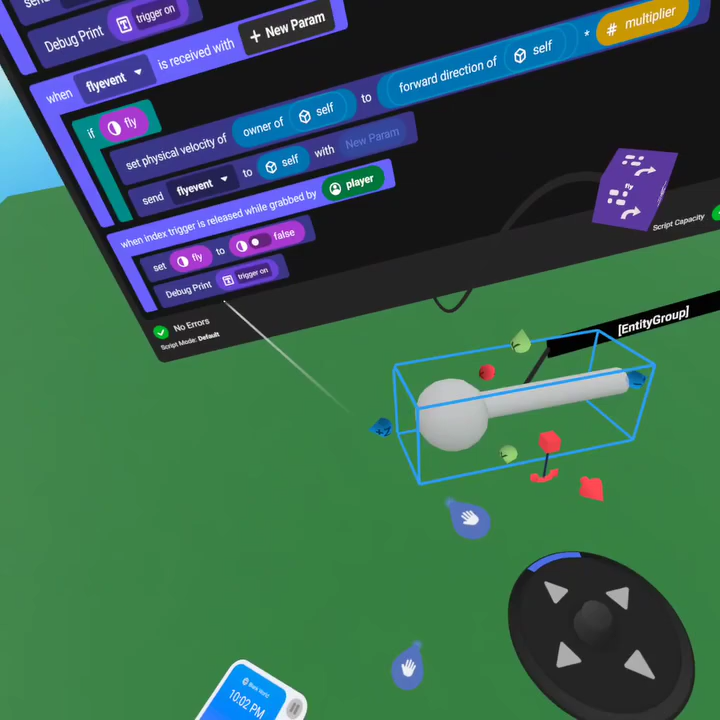 Debug Print trigger on
when flyevent is received with + New Param
if fly
set physical velocity of owner of self to forward direction of self * # multiplier
send flyevent to self with New Param
when index trigger is released while grabbed by player
set fly to false
Debug Print trigger on
No Errors
Script Mode: Default
fly
Script Capacity
[EntityGroup]
10:02 PM